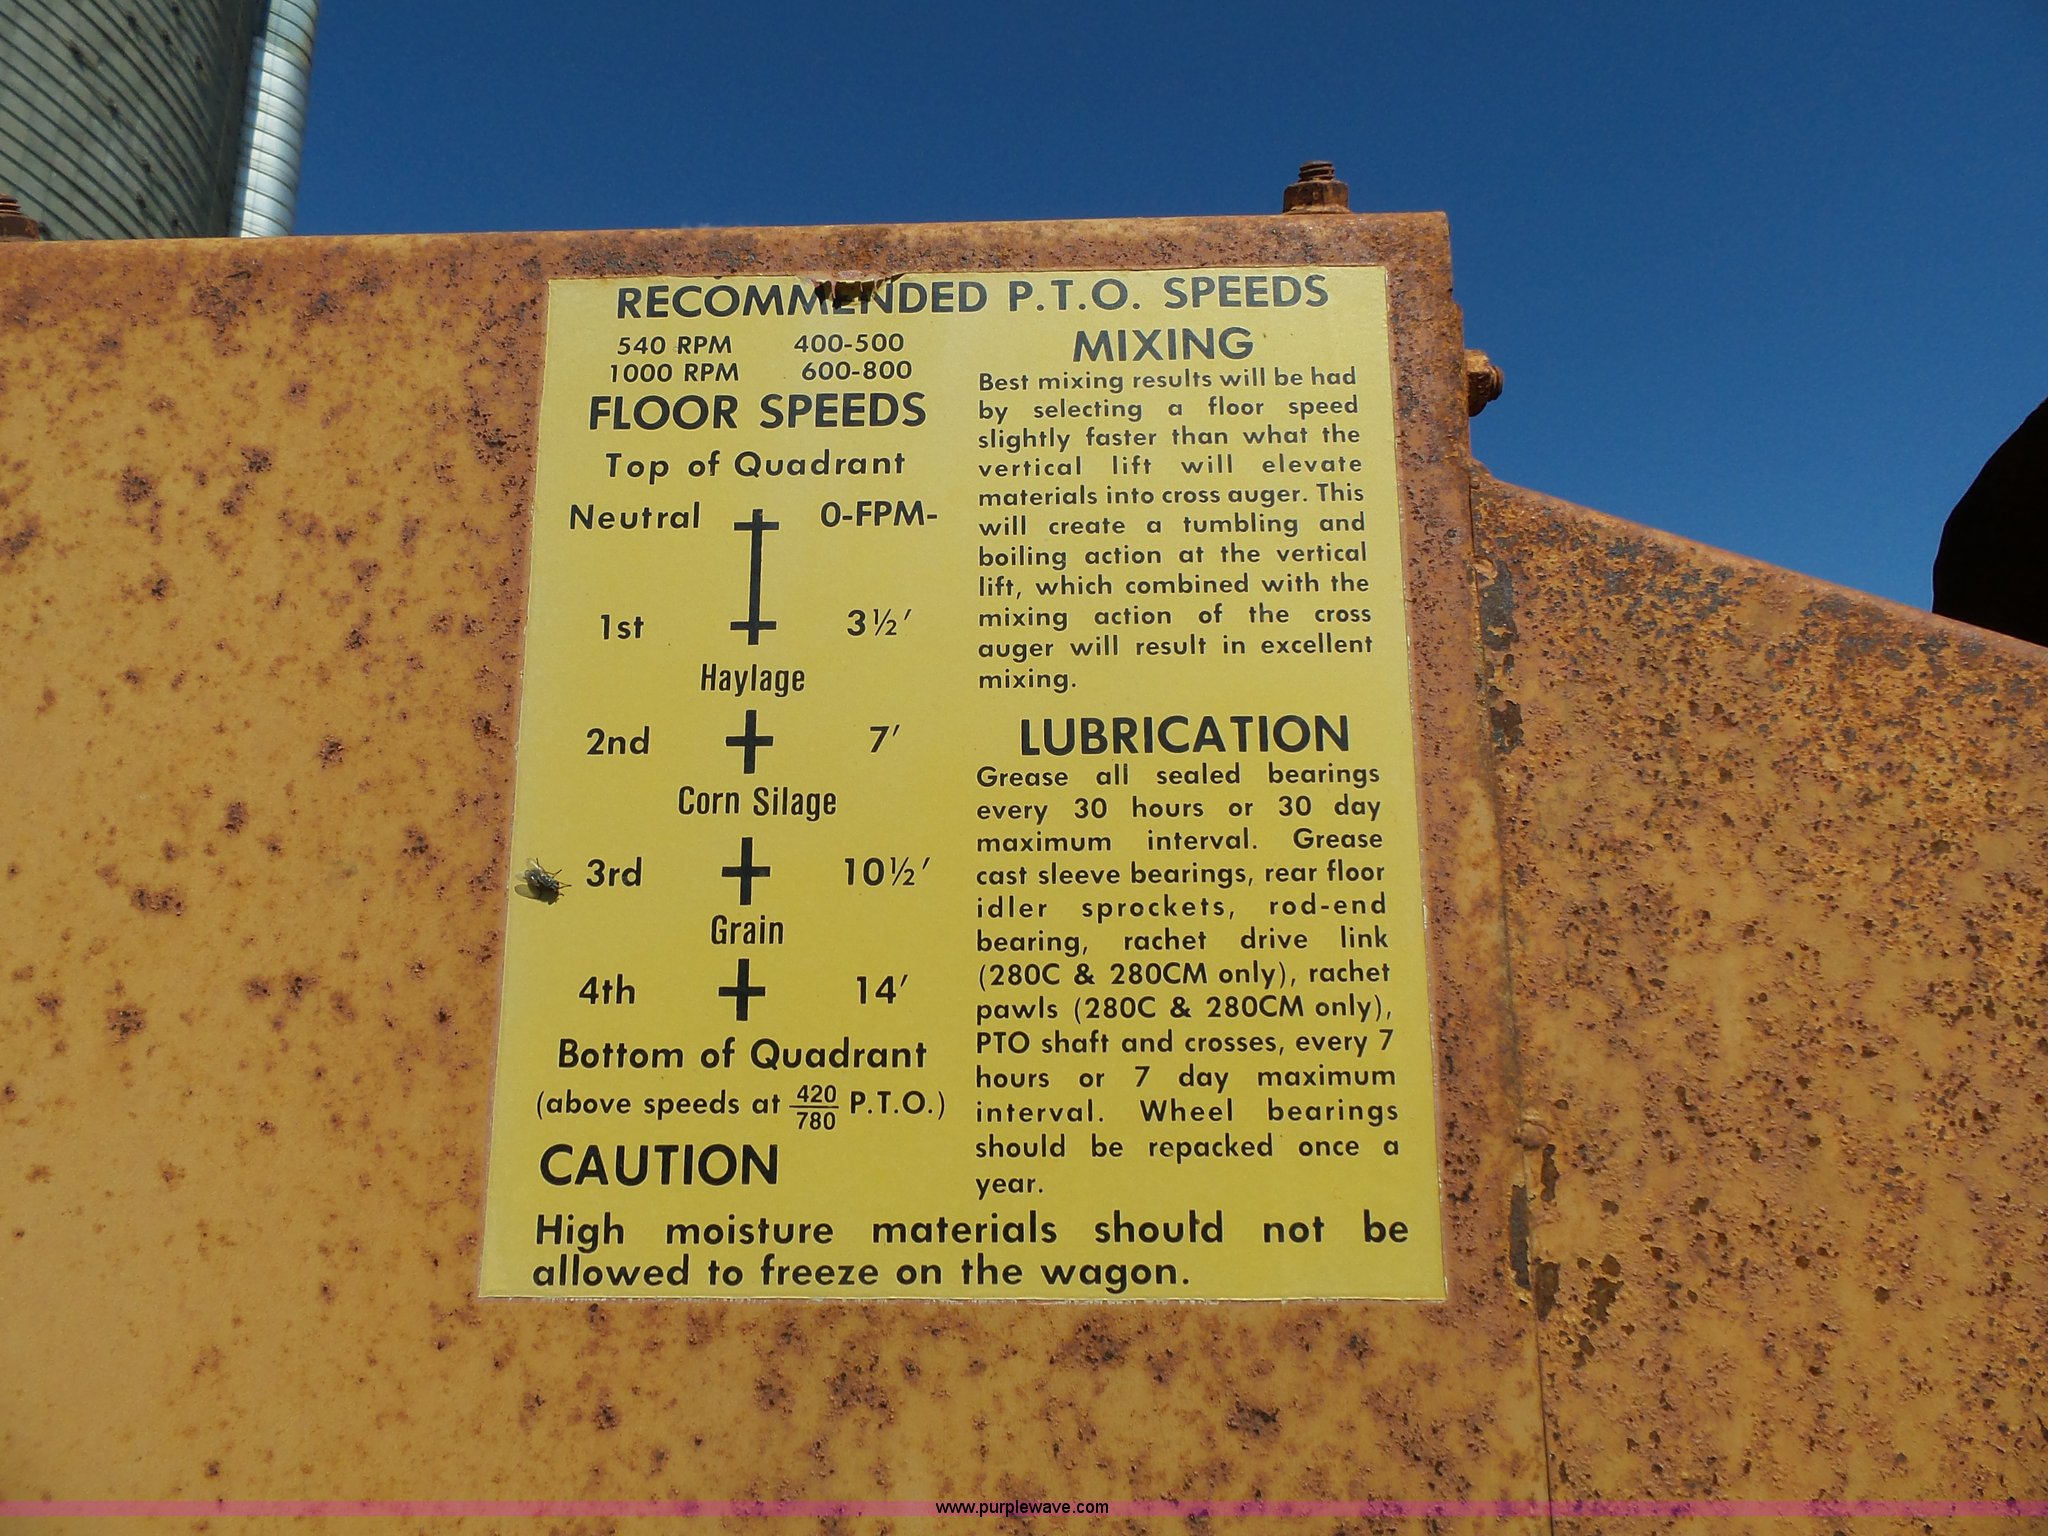 RECOMMENDED P.T.O. SPEEDS
540 RPM 400-500
1000 RPM 600-800
FLOOR SPEEDS
Top of Quadrant
Neutral 0-FPM-
1st 3½′
Haylage
2nd 7′
Corn Silage
3rd 10½′
Grain
4th 14′
Bottom of Quadrant
(above speeds at 420/780 P.T.O.)
MIXING
Best mixing results will be had
by selecting a floor speed
slightly faster than what the
vertical lift will elevate
materials into cross auger. This
will create a tumbling and
boiling action at the vertical
lift, which combined with the
mixing action of the cross
auger will result in excellent
mixing.
LUBRICATION
Grease all sealed bearings
every 30 hours or 30 day
maximum interval. Grease
cast sleeve bearings, rear floor
idler sprockets, rod-end
bearing, rachet drive link
(280C & 280CM only), rachet
pawls (280C & 280CM only),
PTO shaft and crosses, every 7
hours or 7 day maximum
interval. Wheel bearings
should be repacked once a
year.
CAUTION
High moisture materials should not be
allowed to freeze on the wagon.
www.purplewave.com